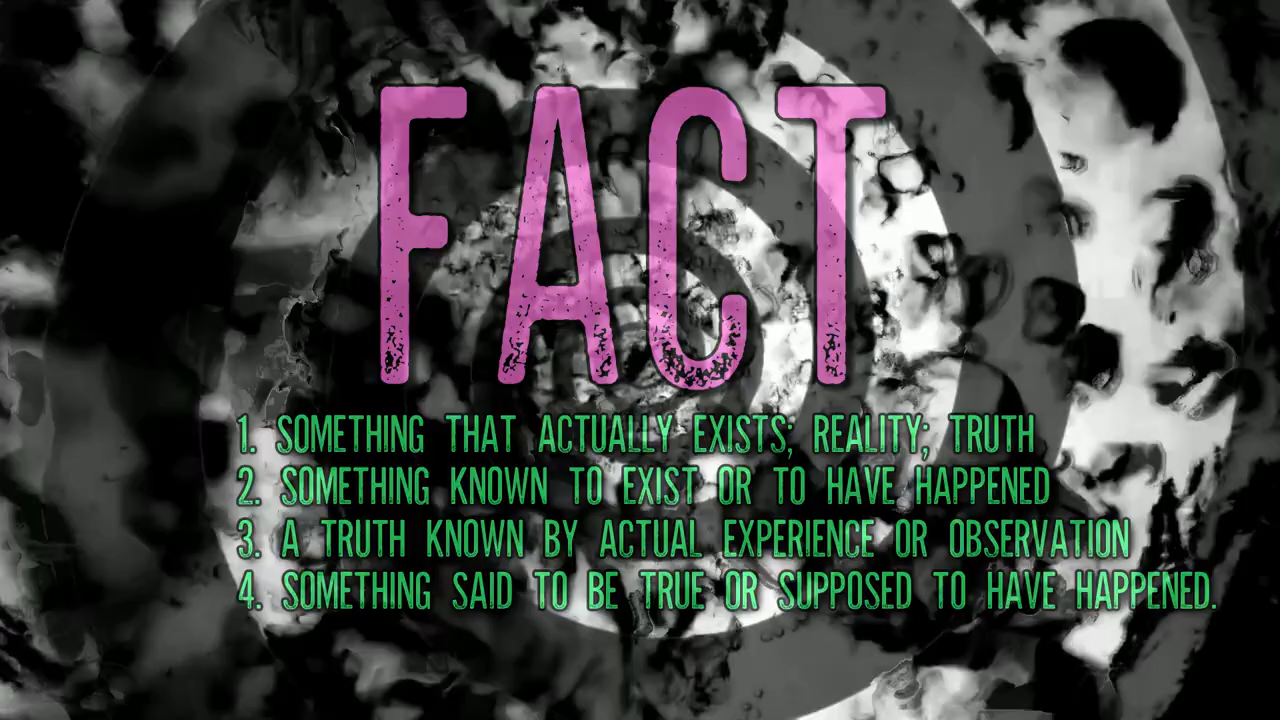 FACT
1. SOMETHING THAT ACTUALLY EXISTS; REALITY; TRUTH
2. SOMETHING KNOWN TO EXIST OR TO HAVE HAPPENED
3. A TRUTH KNOWN BY ACTUAL EXPERIENCE OR OBSERVATION
4. SOMETHING SAID TO BE TRUE OR SUPPOSED TO HAVE HAPPENED.